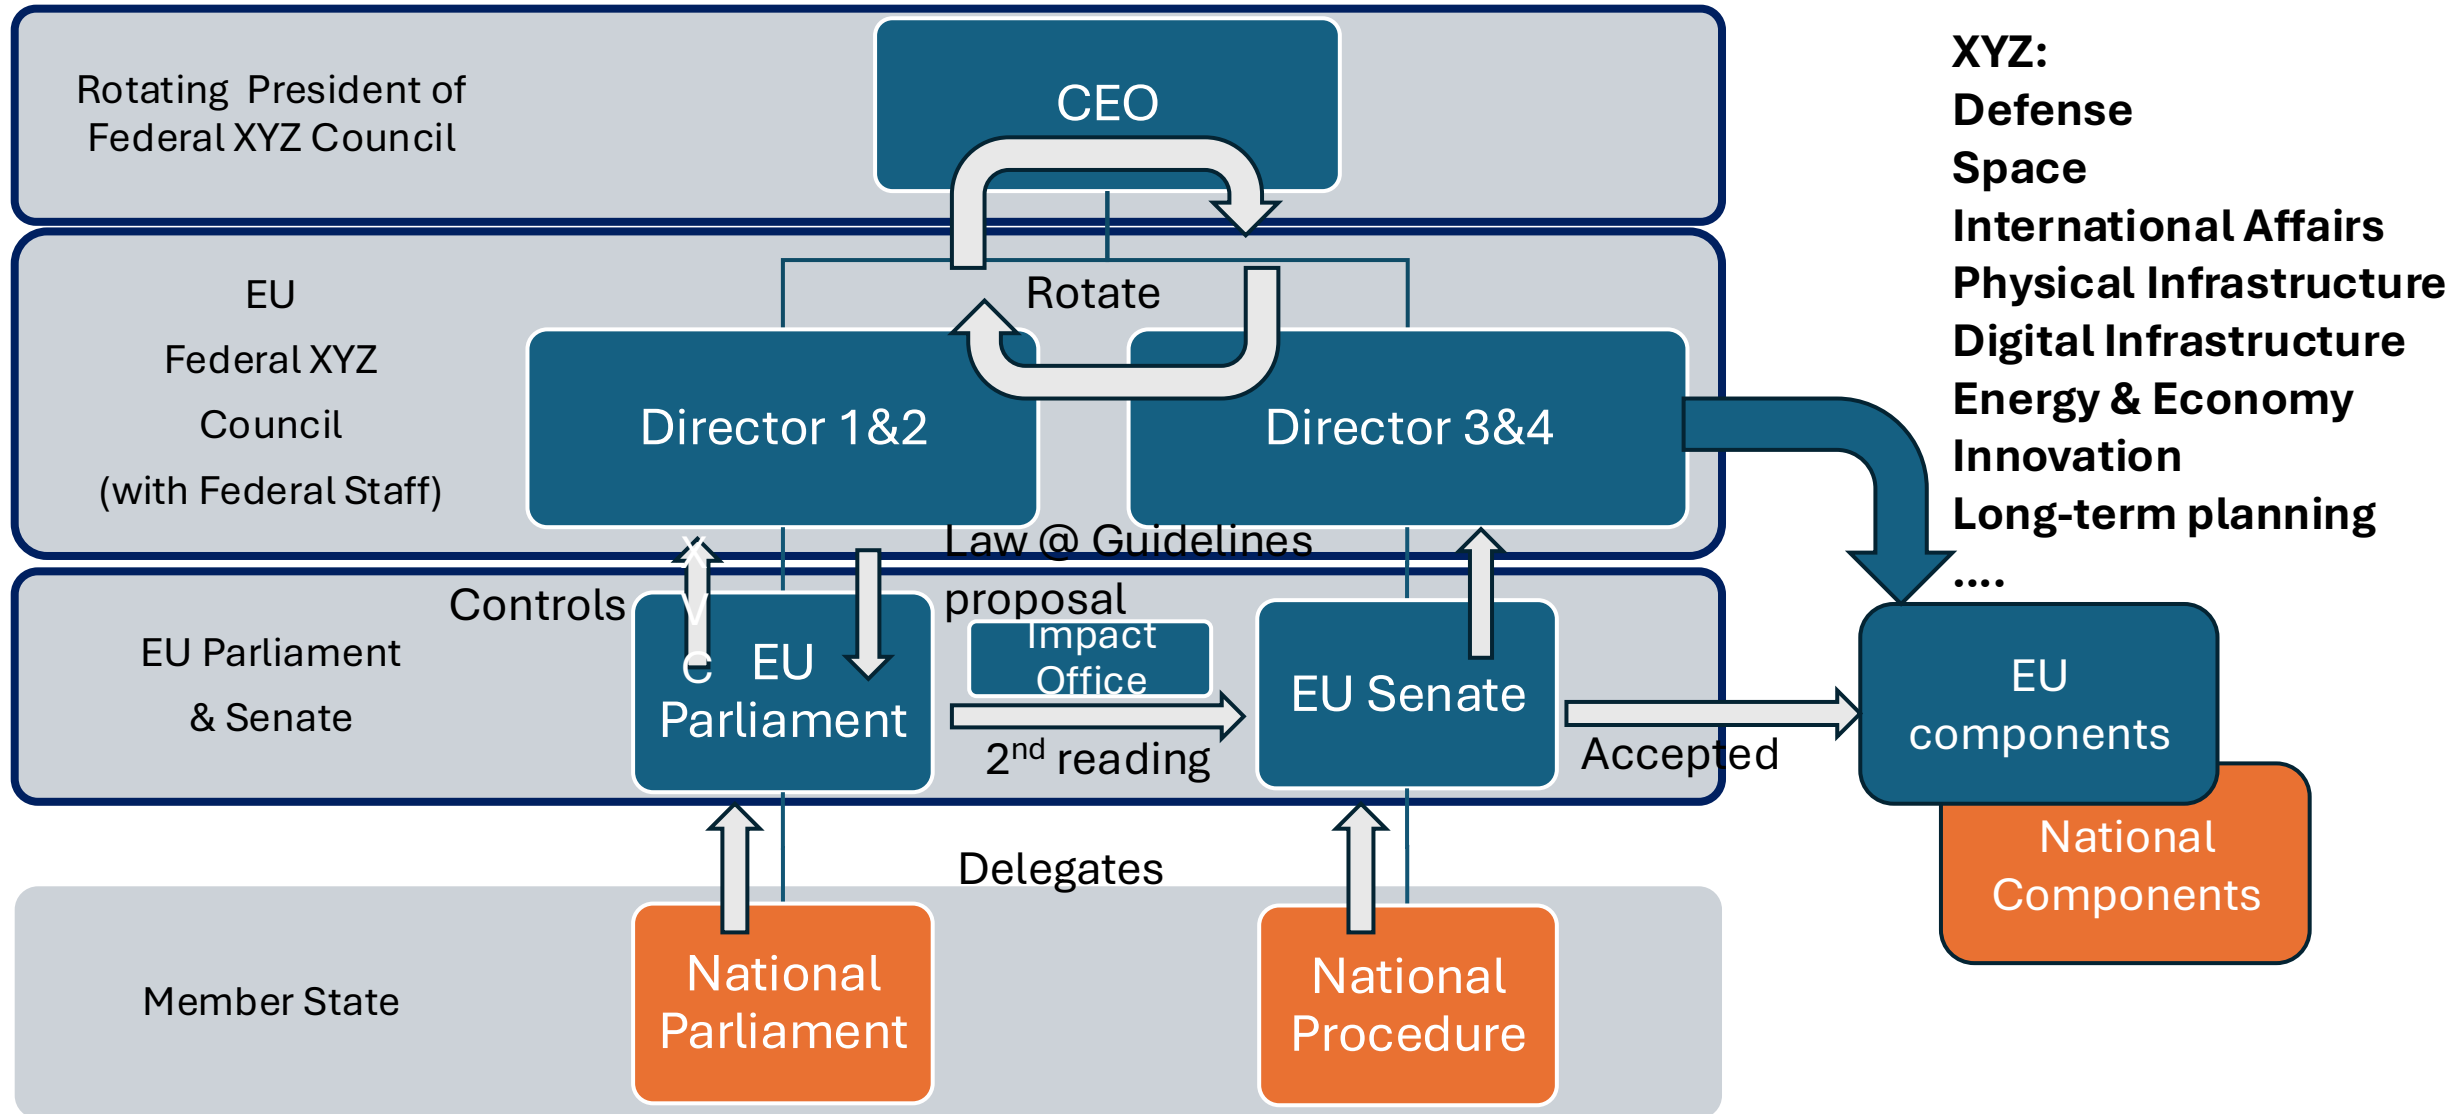 Rotating President of
Federal XYZ Council
CEO
XYZ:
Defense
Space
International Affairs
Physical Infrastructure
Digital Infrastructure
Energy & Economy
Innovation
Long-term planning
....
EU
Federal XYZ
Council
(with Federal Staff)
Rotate
Director 1&2
Director 3&4
Law @ Guidelines
proposal
Controls
X
V
C
EU Parliament
& Senate
EU
Parliament
Impact
Office
2nd reading
EU Senate
Accepted
EU
components
National
Components
Delegates
Member State
National
Parliament
National
Procedure